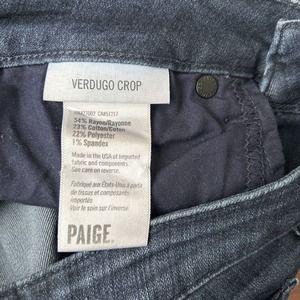 VERDUGO CROP
54% Rayon/Rayonne
23% Cotton/Coton
22% Polyester
1% Spandex
Made in the USA of
imported fabric
and components.
See care on reverse.
Fabriqué aux États-Unis à partir
de tissus et composants
importés
Voir le soin sur l'inverse
PAIGE.